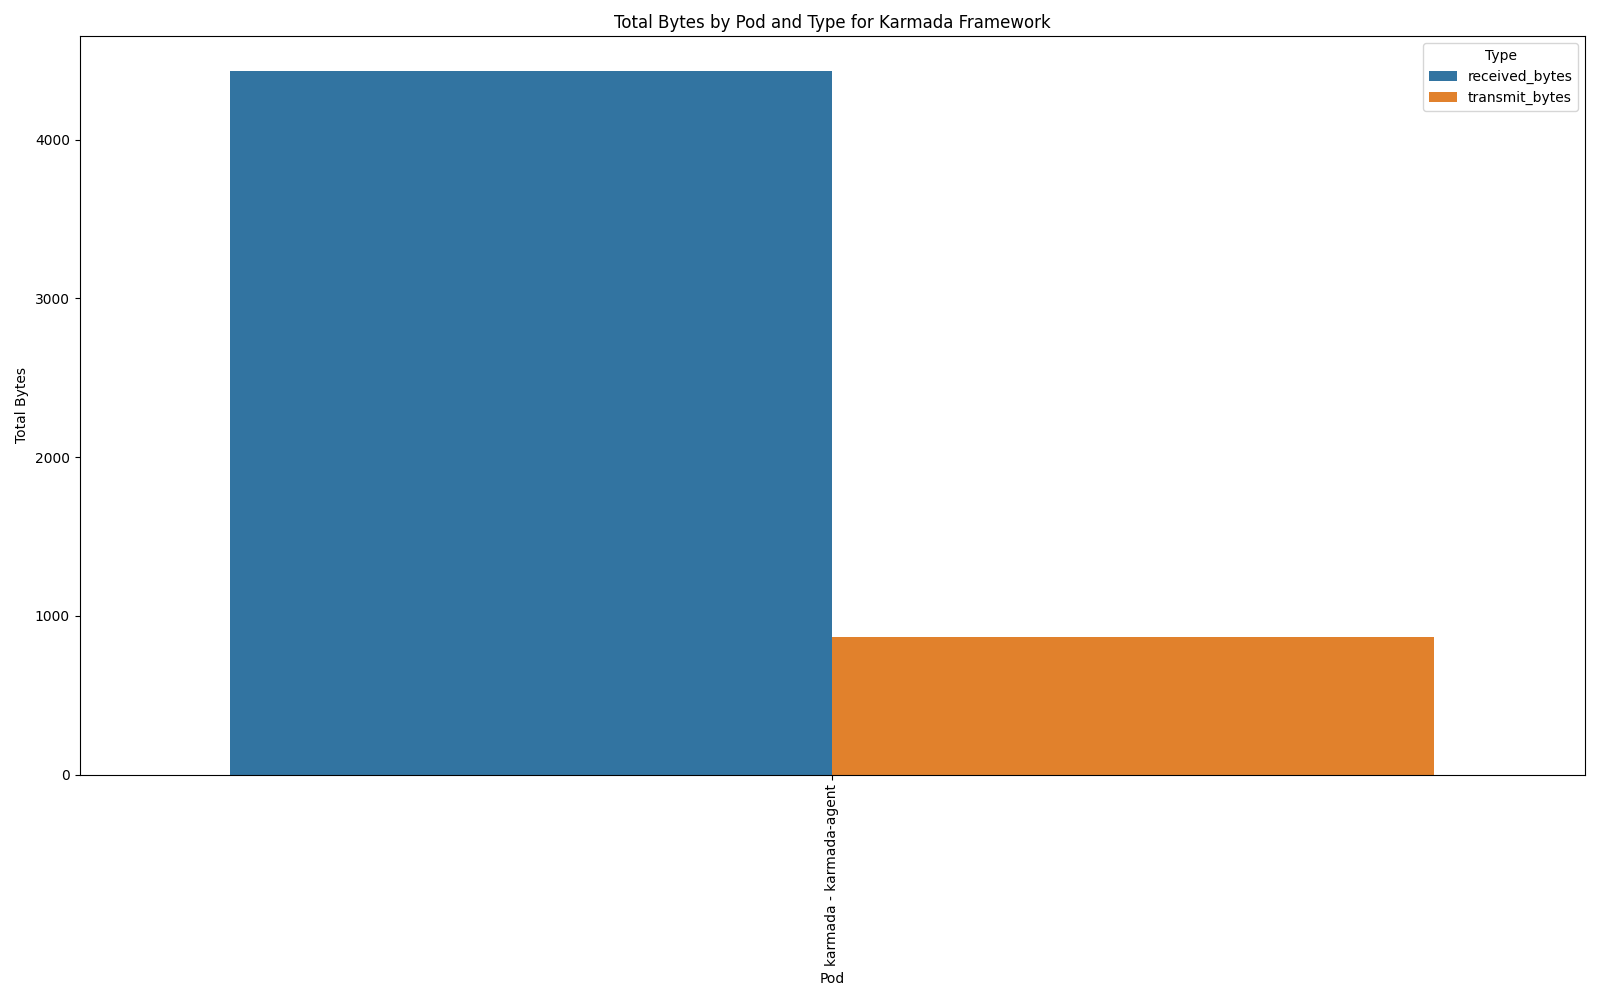 Total Bytes by Pod and Type for Karmada Framework
Type
received_bytes
transmit_bytes
Total Bytes
4000
3000
2000
1000
0
karmada - karmada-agent
Pod